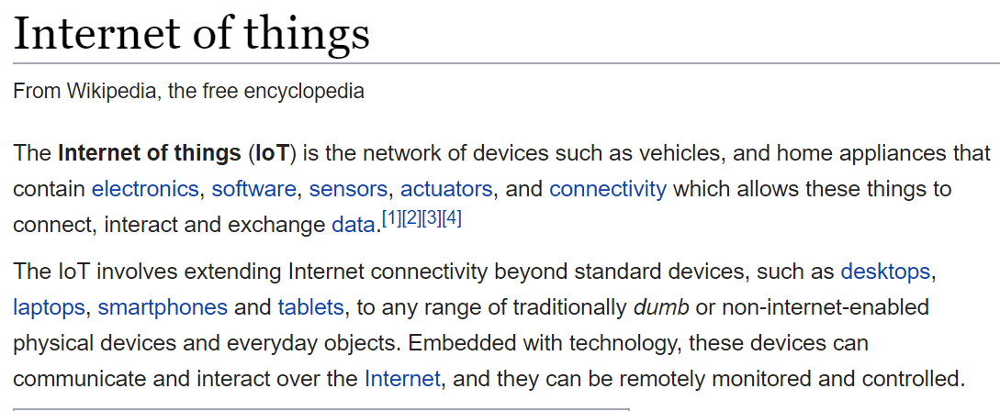 Internet of things
From Wikipedia, the free encyclopedia
The Internet of things (IoT) is the network of devices such as vehicles, and home appliances that
contain electronics, software, sensors, actuators, and connectivity which allows these things to
connect, interact and exchange data.[1][2][3][4]
The IoT involves extending Internet connectivity beyond standard devices, such as desktops,
laptops, smartphones and tablets, to any range of traditionally dumb or non-internet-enabled
physical devices and everyday objects. Embedded with technology, these devices can
communicate and interact over the Internet, and they can be remotely monitored and controlled.